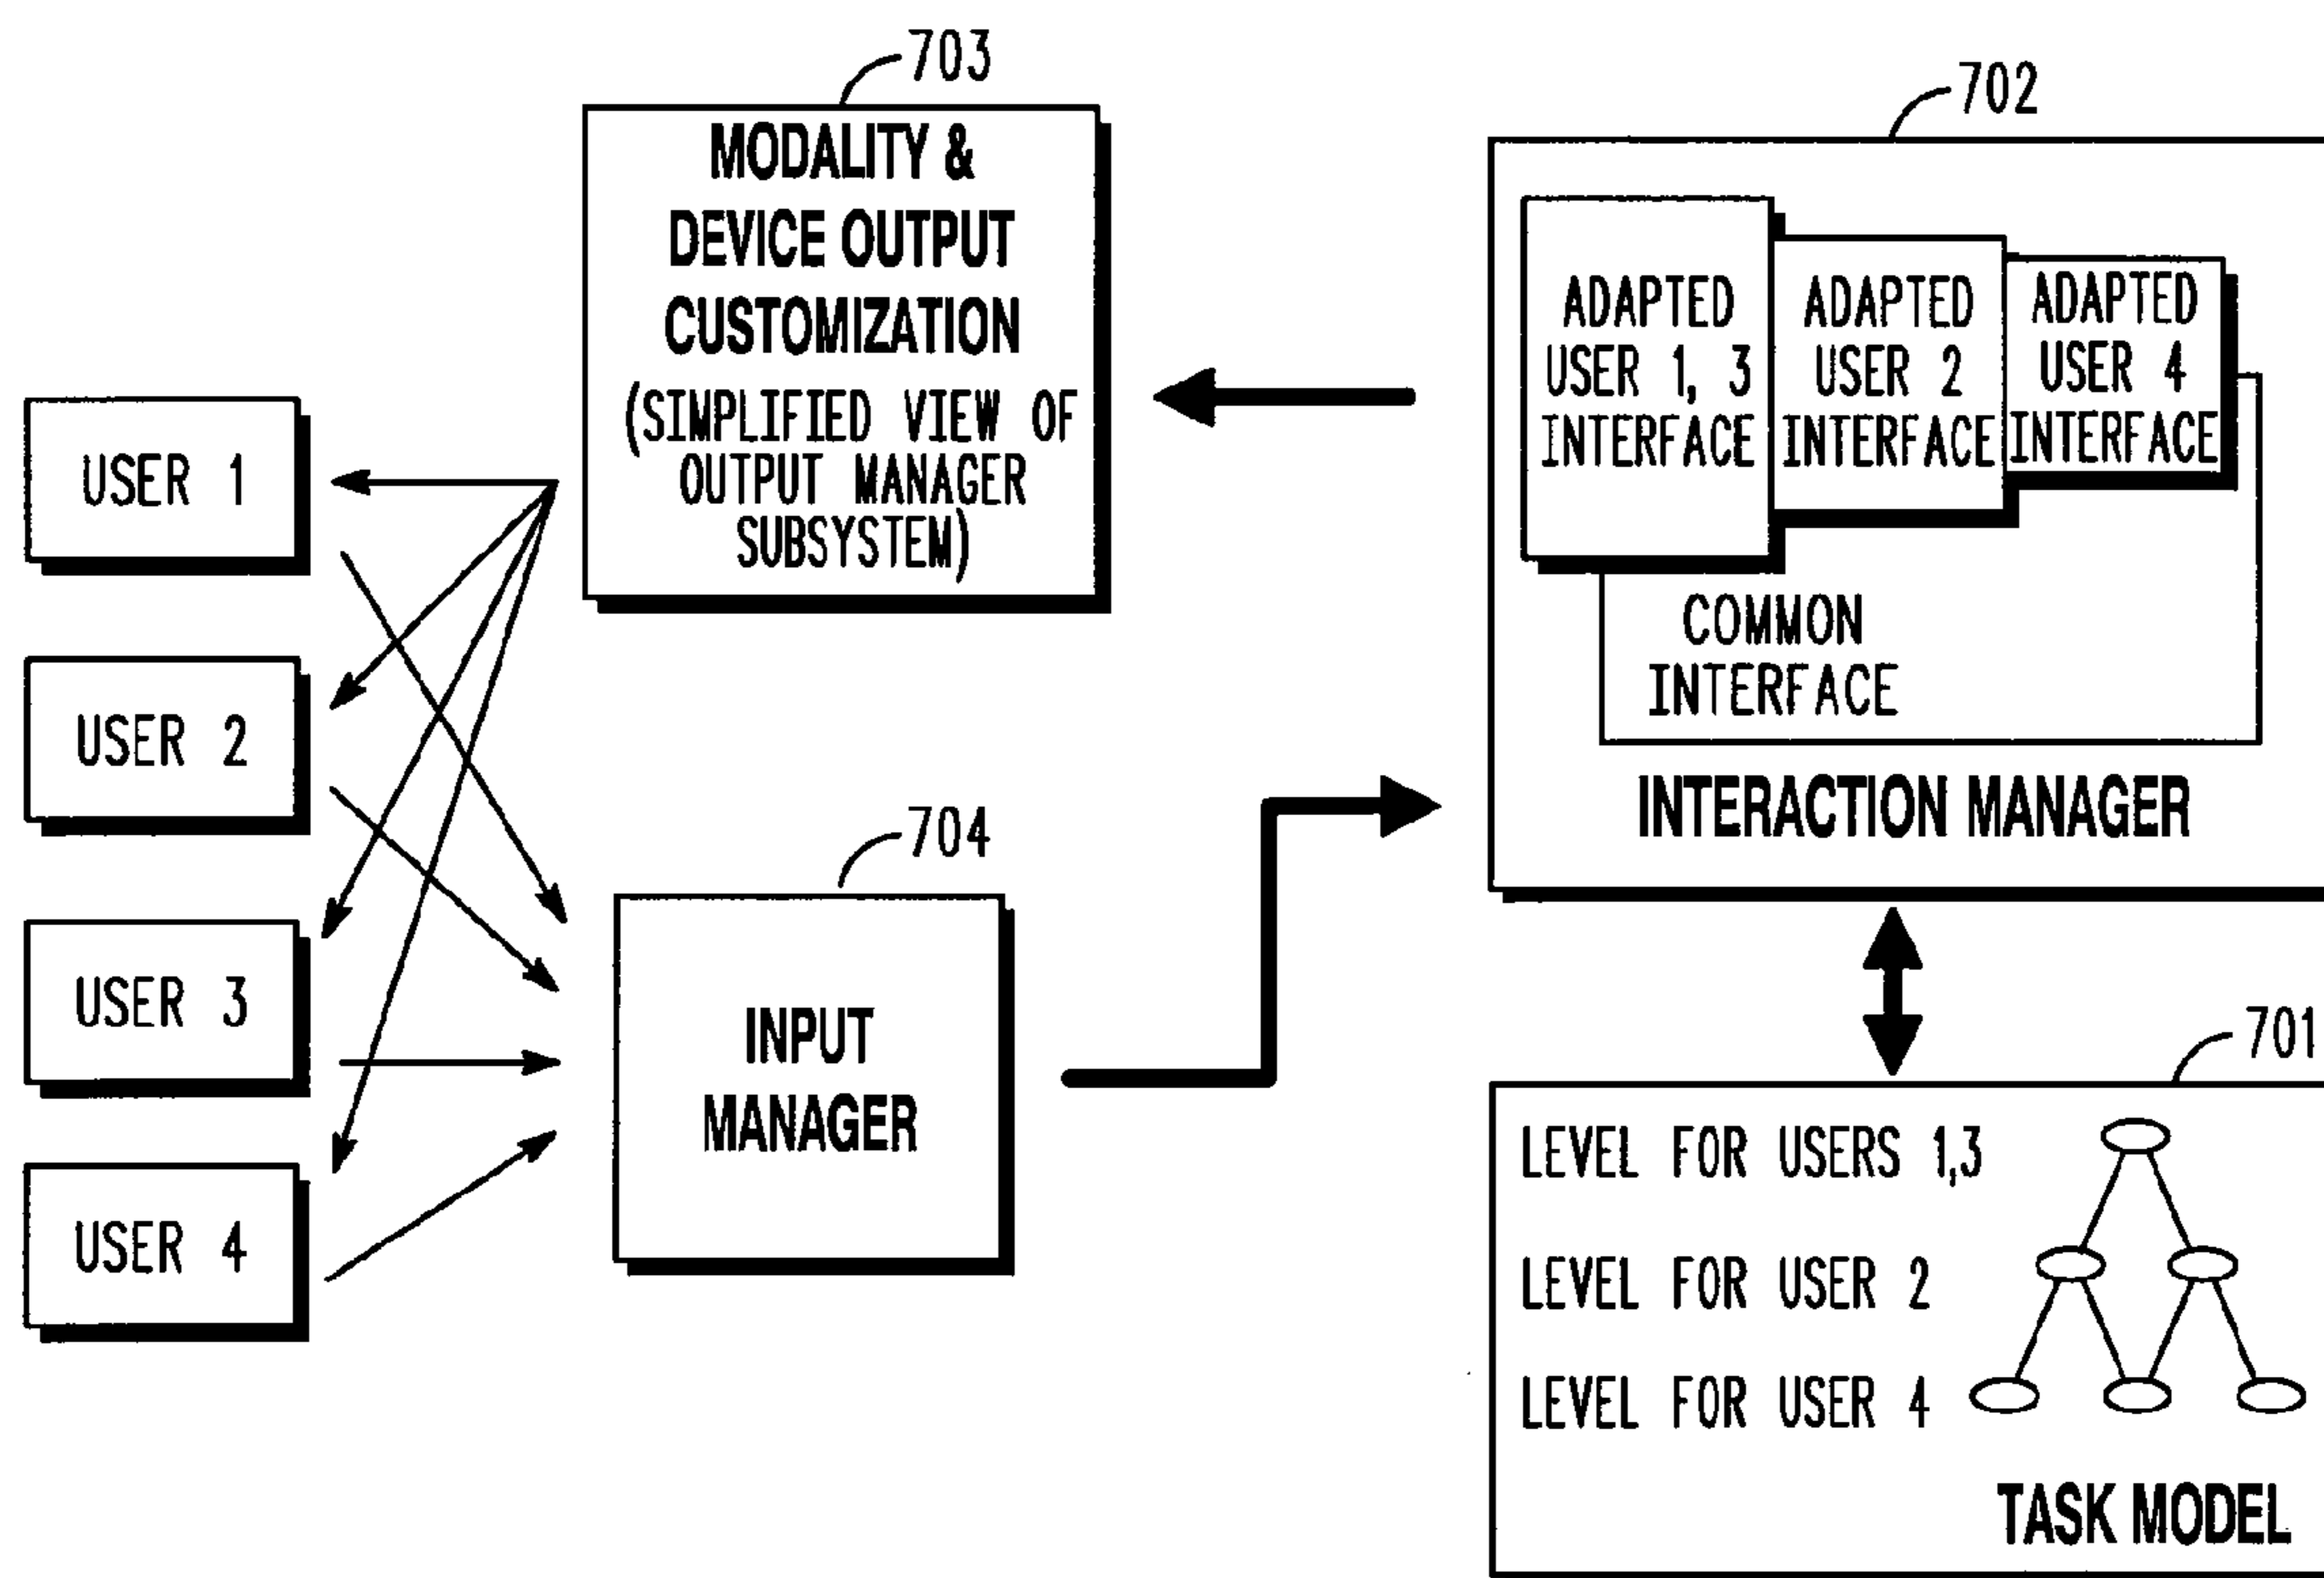 703
MODALITY &
DEVICE OUTPUT
CUSTOMIZATION
(SIMPLIFIED VIEW OF
OUTPUT MANAGER
SUBSYSTEM)
702
ADAPTED
USER 1, 3
INTERFACE
ADAPTED
USER 2
INTERFACE
ADAPTED
USER 4
INTERFACE
COMMON
INTERFACE
INTERACTION MANAGER
USER 1
USER 2
USER 3
USER 4
704
INPUT
MANAGER
701
LEVEL FOR USERS 1,3
LEVEL FOR USER 2
LEVEL FOR USER 4
TASK MODEL